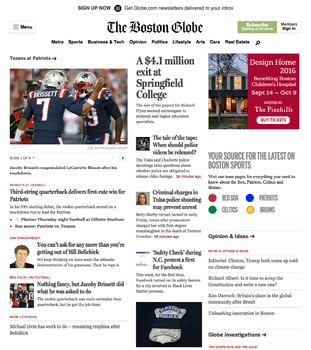 SIGN UP NOW Get Globe.com newsletters delivered to your inbox
Menu
The Boston Globe
Subscribe
Starting at 99 cents
Members
Sign In
Metro Sports Business & Tech Opinion Politics Lifestyle Arts Cars Real Estate
Texans at Patriots
BRISSETT
7
SLIDE 1 OF
Jacoby Brissett congratulated LeGarrette Blount after his touchdown.
PATRIOTS 27, TEXANS 0
Third-string quarterback delivers first-rate win for
Patriots
In his NFL starting debut, the rookie quarterback scored on a
touchdown run to lead the Patriots.
Photos: Thursday night football at Gillette Stadium
Box score: Patriots vs. Texans
DAN SHAUGHNESSY
You can't ask for any more than you're
getting out of Bill Belichick
We keep thinking we have seen the ultimate
demonstration of his greatness. Then he tops it.
BEN VOLIN | ON FOOTBALL
Nothing fancy, but Jacoby Brissett did
what he was asked to do
The rookie quarterback was more caretaker than
quarterback, but he got the job done.
MORE COVERAGE
Michael Irvin has work to do - renaming trophies after
Belichick
A $4.1 million
exit at
Springfield
College
The size of the payout for Richard
Flynn seemed extravagant to
students and higher education
specialists.
The tale of the tape:
When should police
videos be released?
The Tulsa and Charlotte police
shootings raise questions about
whether police are obligated to
release video footage.
Criminal charges in
Tulsa police shooting
may prevent unrest
Betty Shelby turned herself in early
Friday, hours after prosecutors
charged her with first-degree
manslaughter in the death of Terence
Crutcher.
'Safety Check' during
N.C. protest a first
for Facebook
This week, for the first time,
Facebook turned on its safety feature
for a city involved in Black Lives
Matter protests.
Design Home
2016
Benefiting Boston
Children's Hospital
Sept 14 – Oct 9
Hosted by
The Pinehills
BUY TICKETS
YOUR SOURCE FOR THE LATEST ON
BOSTON SPORTS
Visit our team pages for everything you need to
know about the Sox, Patriots, Celtics and
Bruins.
RED SOX PATRIOTS
CELTICS BRUINS
Opinion & Ideas
MORE IN OPINION & IDEAS
Editorial: Clinton, Trump both come up cold
on climate change
Richard Albert: Is it time to scrap the
Constitution and write a new one?
Kim Darroch: Britain's place in the global
community after Brexit
Unleashing innovation in Boston
Globe investigations